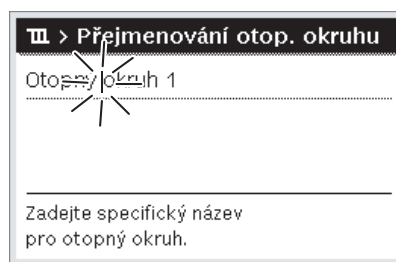 > Přejmenování otop. okruhu
Otopný okruh 1
Zadejte specifický název
pro otopný okruh.